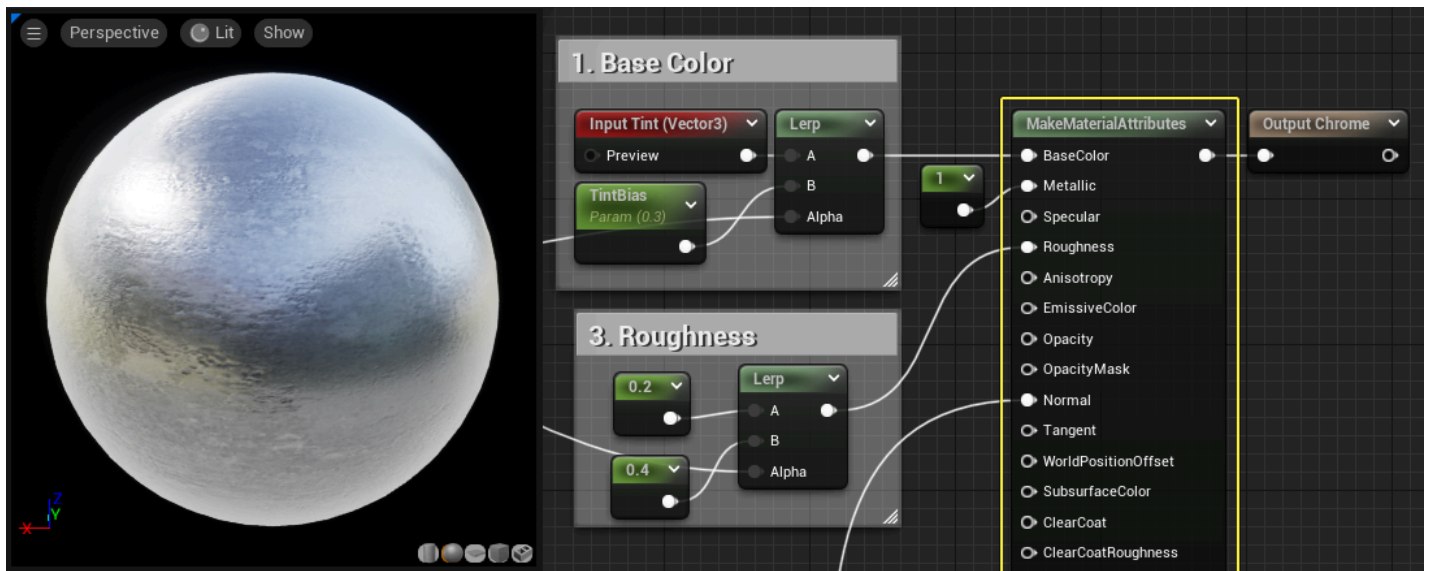 Perspective
Lit
Show
1. Base Color
Input Tint (Vector3)
Preview
TintBias
Param (0.3)
Lerp
A
B
Alpha
1
MakeMaterialAttributes
BaseColor
Metallic
Specular
Roughness
Anisotropy
EmissiveColor
Opacity
OpacityMask
Normal
Tangent
WorldPositionOffset
SubsurfaceColor
ClearCoat
ClearCoatRoughness
Output Chrome
3. Roughness
0.2
0.4
Lerp
A
B
Alpha
Z
Y
X